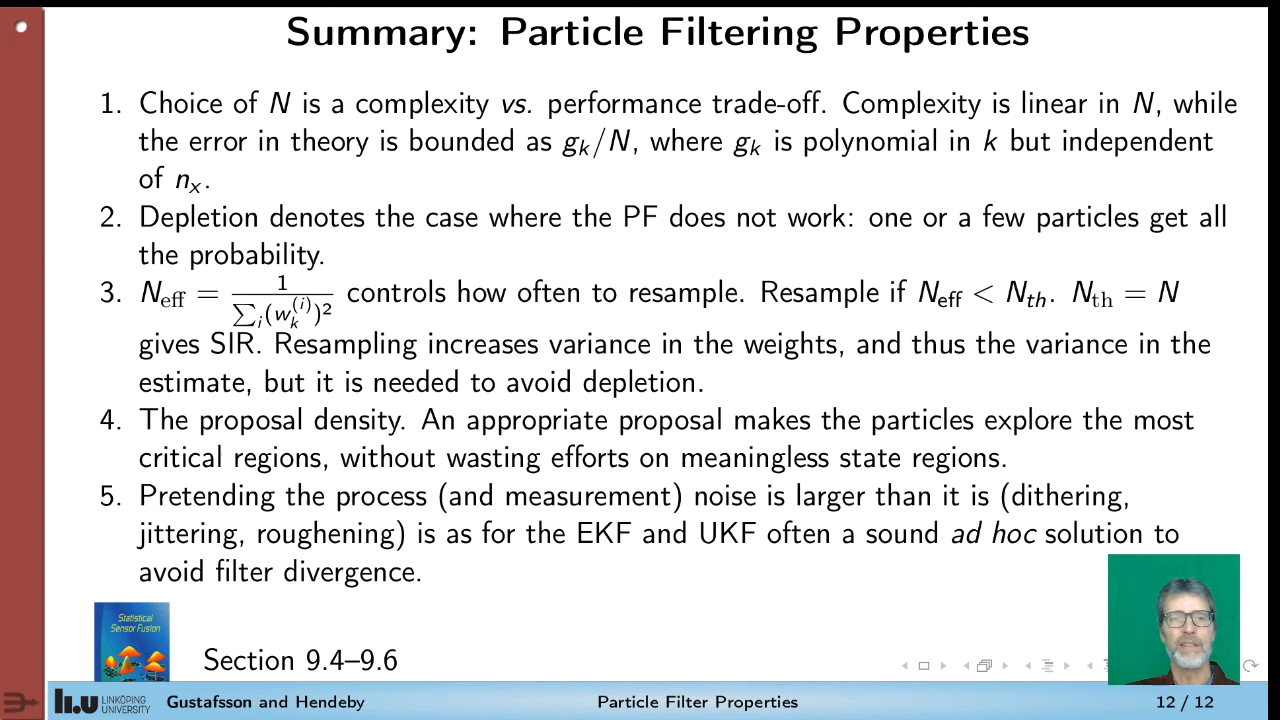 Summary: Particle Filtering Properties
1. Choice of N is a complexity vs. performance trade-off. Complexity is linear in N, while
the error in theory is bounded as g_k/N, where g_k is polynomial in k but independent
of n_x.
2. Depletion denotes the case where the PF does not work: one or a few particles get all
the probability.
3. N_eff = 1/∑_i(w_k^(i))² controls how often to resample. Resample if N_eff < N_th. N_th = N
gives SIR. Resampling increases variance in the weights, and thus the variance in the
estimate, but it is needed to avoid depletion.
4. The proposal density. An appropriate proposal makes the particles explore the most
critical regions, without wasting efforts on meaningless state regions.
5. Pretending the process (and measurement) noise is larger than it is (dithering,
jittering, roughening) is as for the EKF and UKF often a sound ad hoc solution to
avoid filter divergence.
Statistical
Sensor Fusion
Section 9.4–9.6
li.u LINKÖPING
UNIVERSITY
Gustafsson and Hendeby
Particle Filter Properties
12 / 12